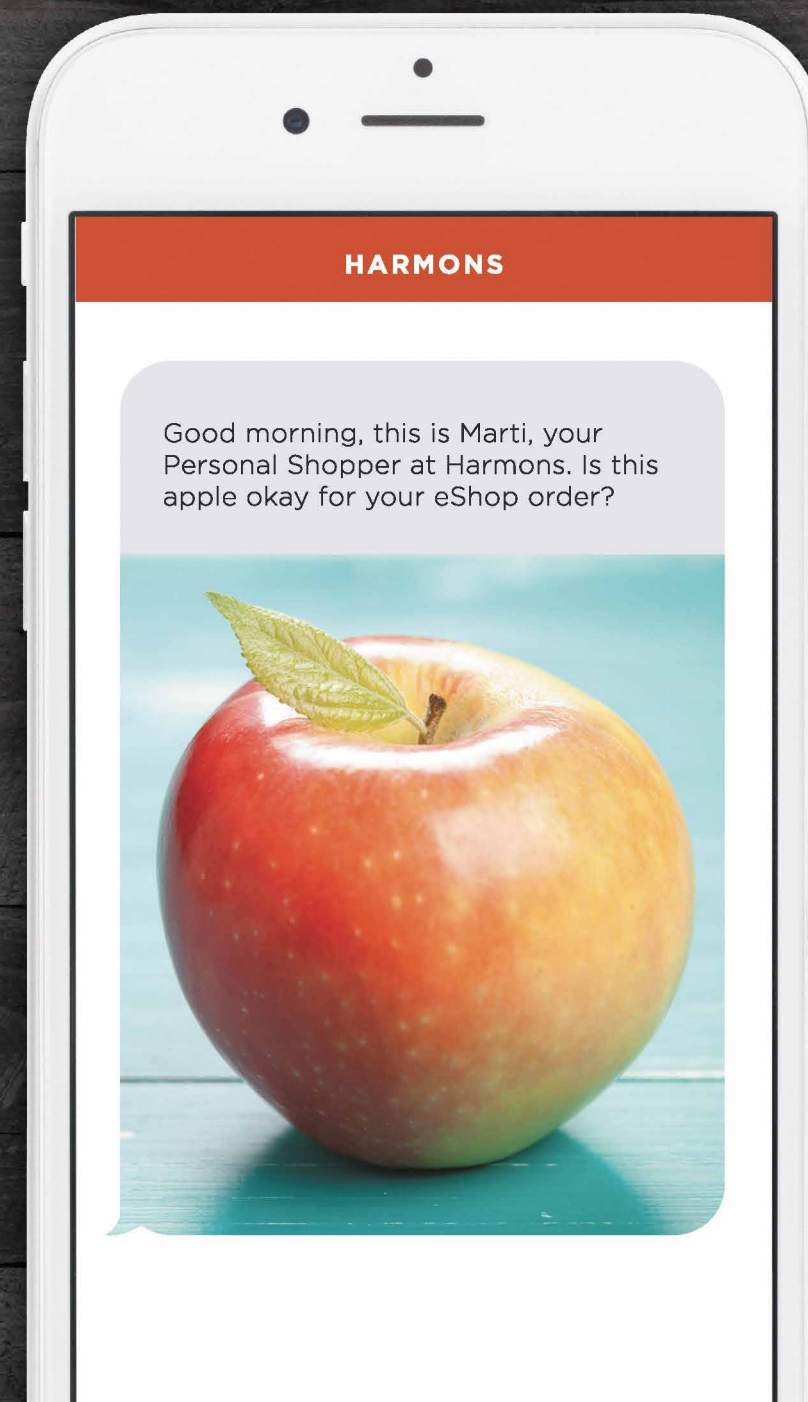 HARMONS
Good morning, this is Marti, your
Personal Shopper at Harmons. Is this
apple okay for your eShop order?